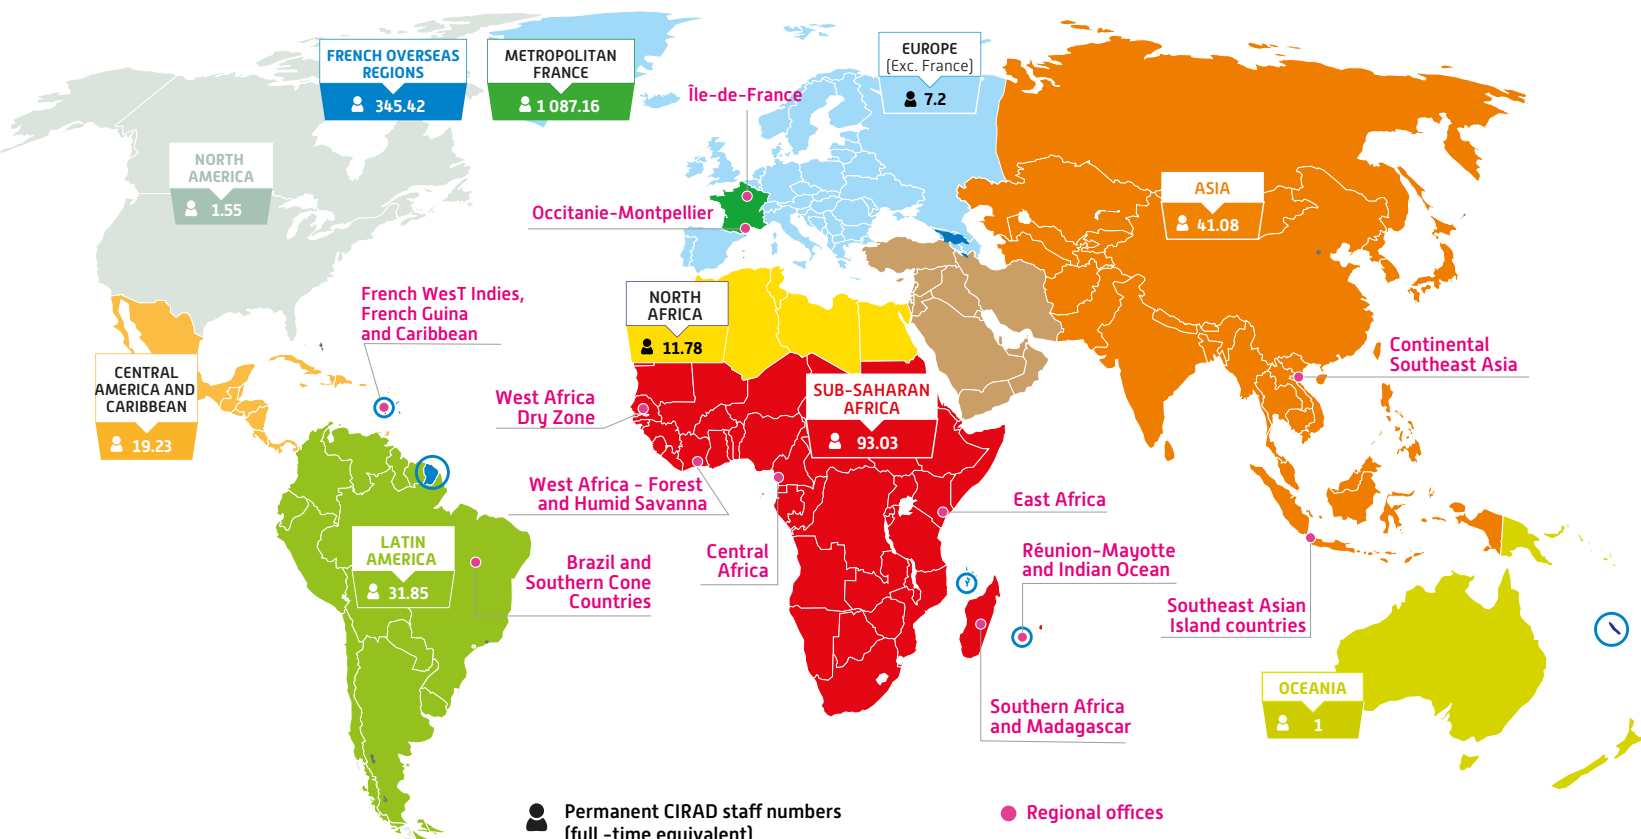 FRENCH OVERSEAS
REGIONS
345.42
METROPOLITAN
FRANCE
1 087.16
EUROPE
(Exc. France)
7.2
Île-de-France
NORTH
AMERICA
1.55
ASIA
41.08
Occitanie-Montpellier
French WesT Indies,
French Guina
and Caribbean
NORTH
AFRICA
11.78
Continental
Southeast Asia
CENTRAL
AMERICA AND
CARIBBEAN
19.23
West Africa
Dry Zone
SUB-SAHARAN
AFRICA
93.03
West Africa - Forest
and Humid Savanna
East Africa
LATIN
AMERICA
31.85
Brazil and
Southern Cone
Countries
Central
Africa
Réunion-Mayotte
and Indian Ocean
Southeast Asian
Island countries
Southern Africa
and Madagascar
OCEANIA
1
Permanent CIRAD staff numbers
(full -time equivalent)
Regional offices